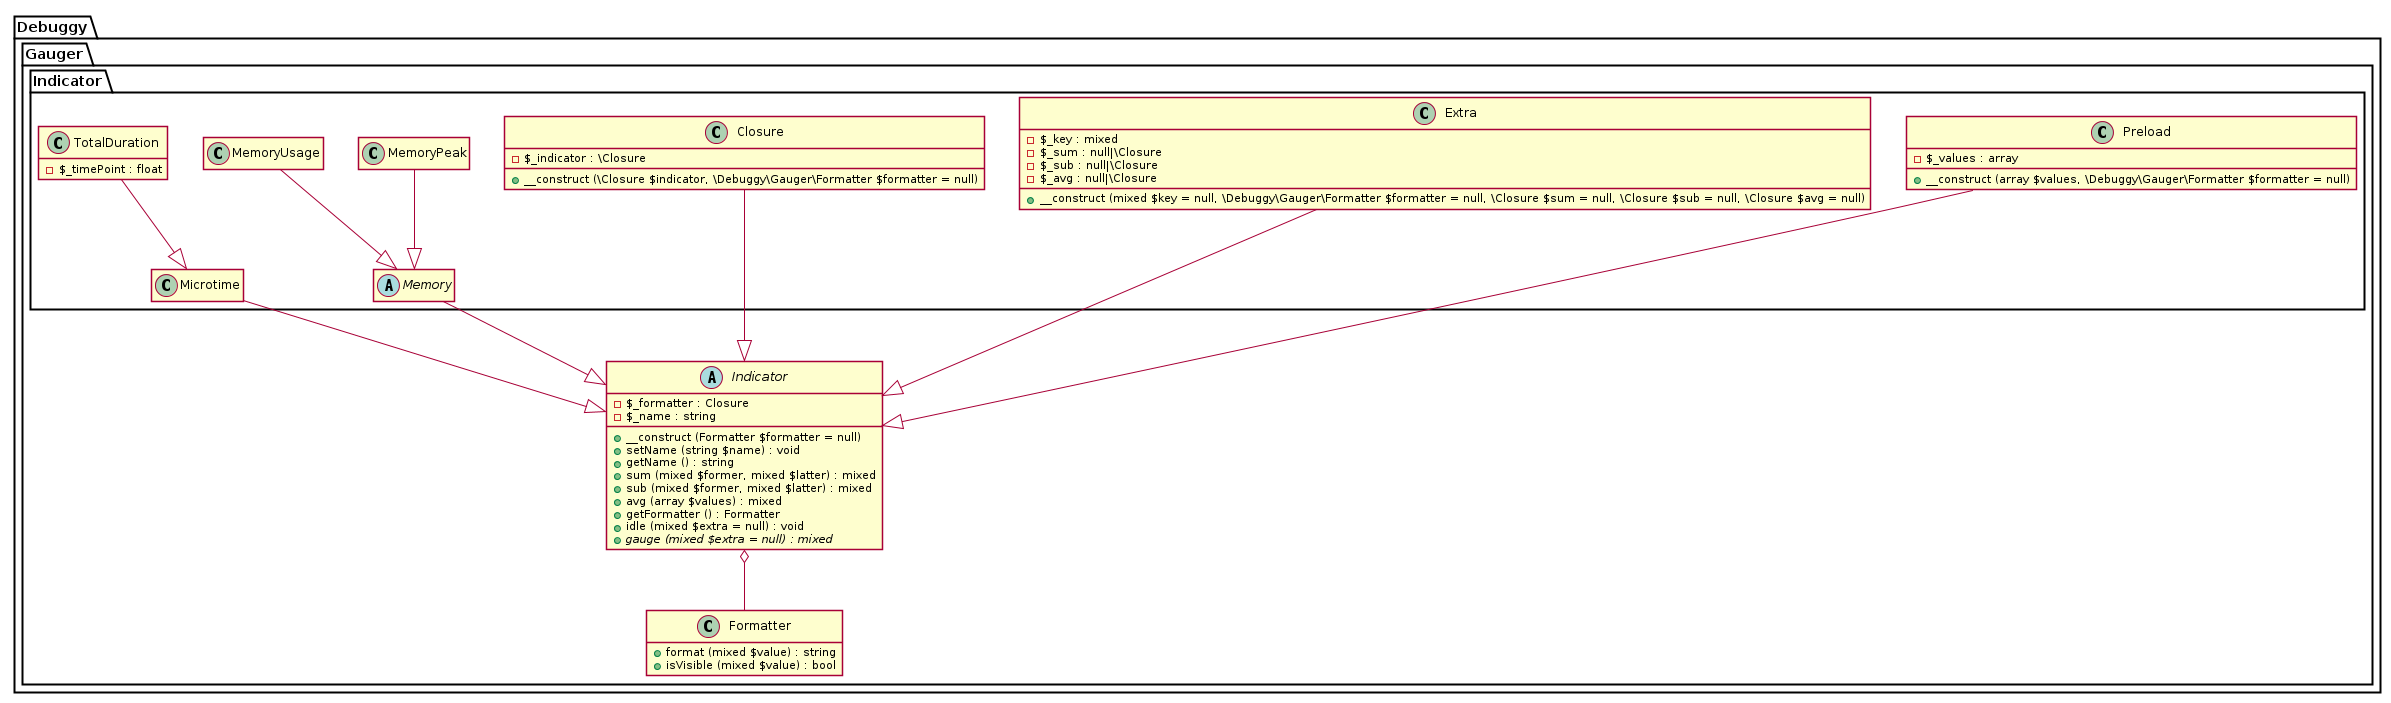 Debuggy
Gauger
Indicator
C TotalDuration
$_timePoint : float
C MemoryUsage
C MemoryPeak
C Closure
$_indicator : \Closure
__construct (\Closure $indicator, \Debuggy\Gauger\Formatter $formatter = null)
C Extra
$_key : mixed
$_sum : null|\Closure
$_sub : null|\Closure
$_avg : null|\Closure
__construct (mixed $key = null, \Debuggy\Gauger\Formatter $formatter = null, \Closure $sum = null, \Closure $sub = null, \Closure $avg = null)
C Preload
$_values : array
__construct (array $values, \Debuggy\Gauger\Formatter $formatter = null)
C Microtime
A Memory
A Indicator
$_formatter : Closure
$_name : string
__construct (Formatter $formatter = null)
setName (string $name) : void
getName () : string
sum (mixed $former, mixed $latter) : mixed
sub (mixed $former, mixed $latter) : mixed
avg (array $values) : mixed
getFormatter () : Formatter
idle (mixed $extra = null) : void
gauge (mixed $extra = null) : mixed
C Formatter
format (mixed $value) : string
isVisible (mixed $value) : bool